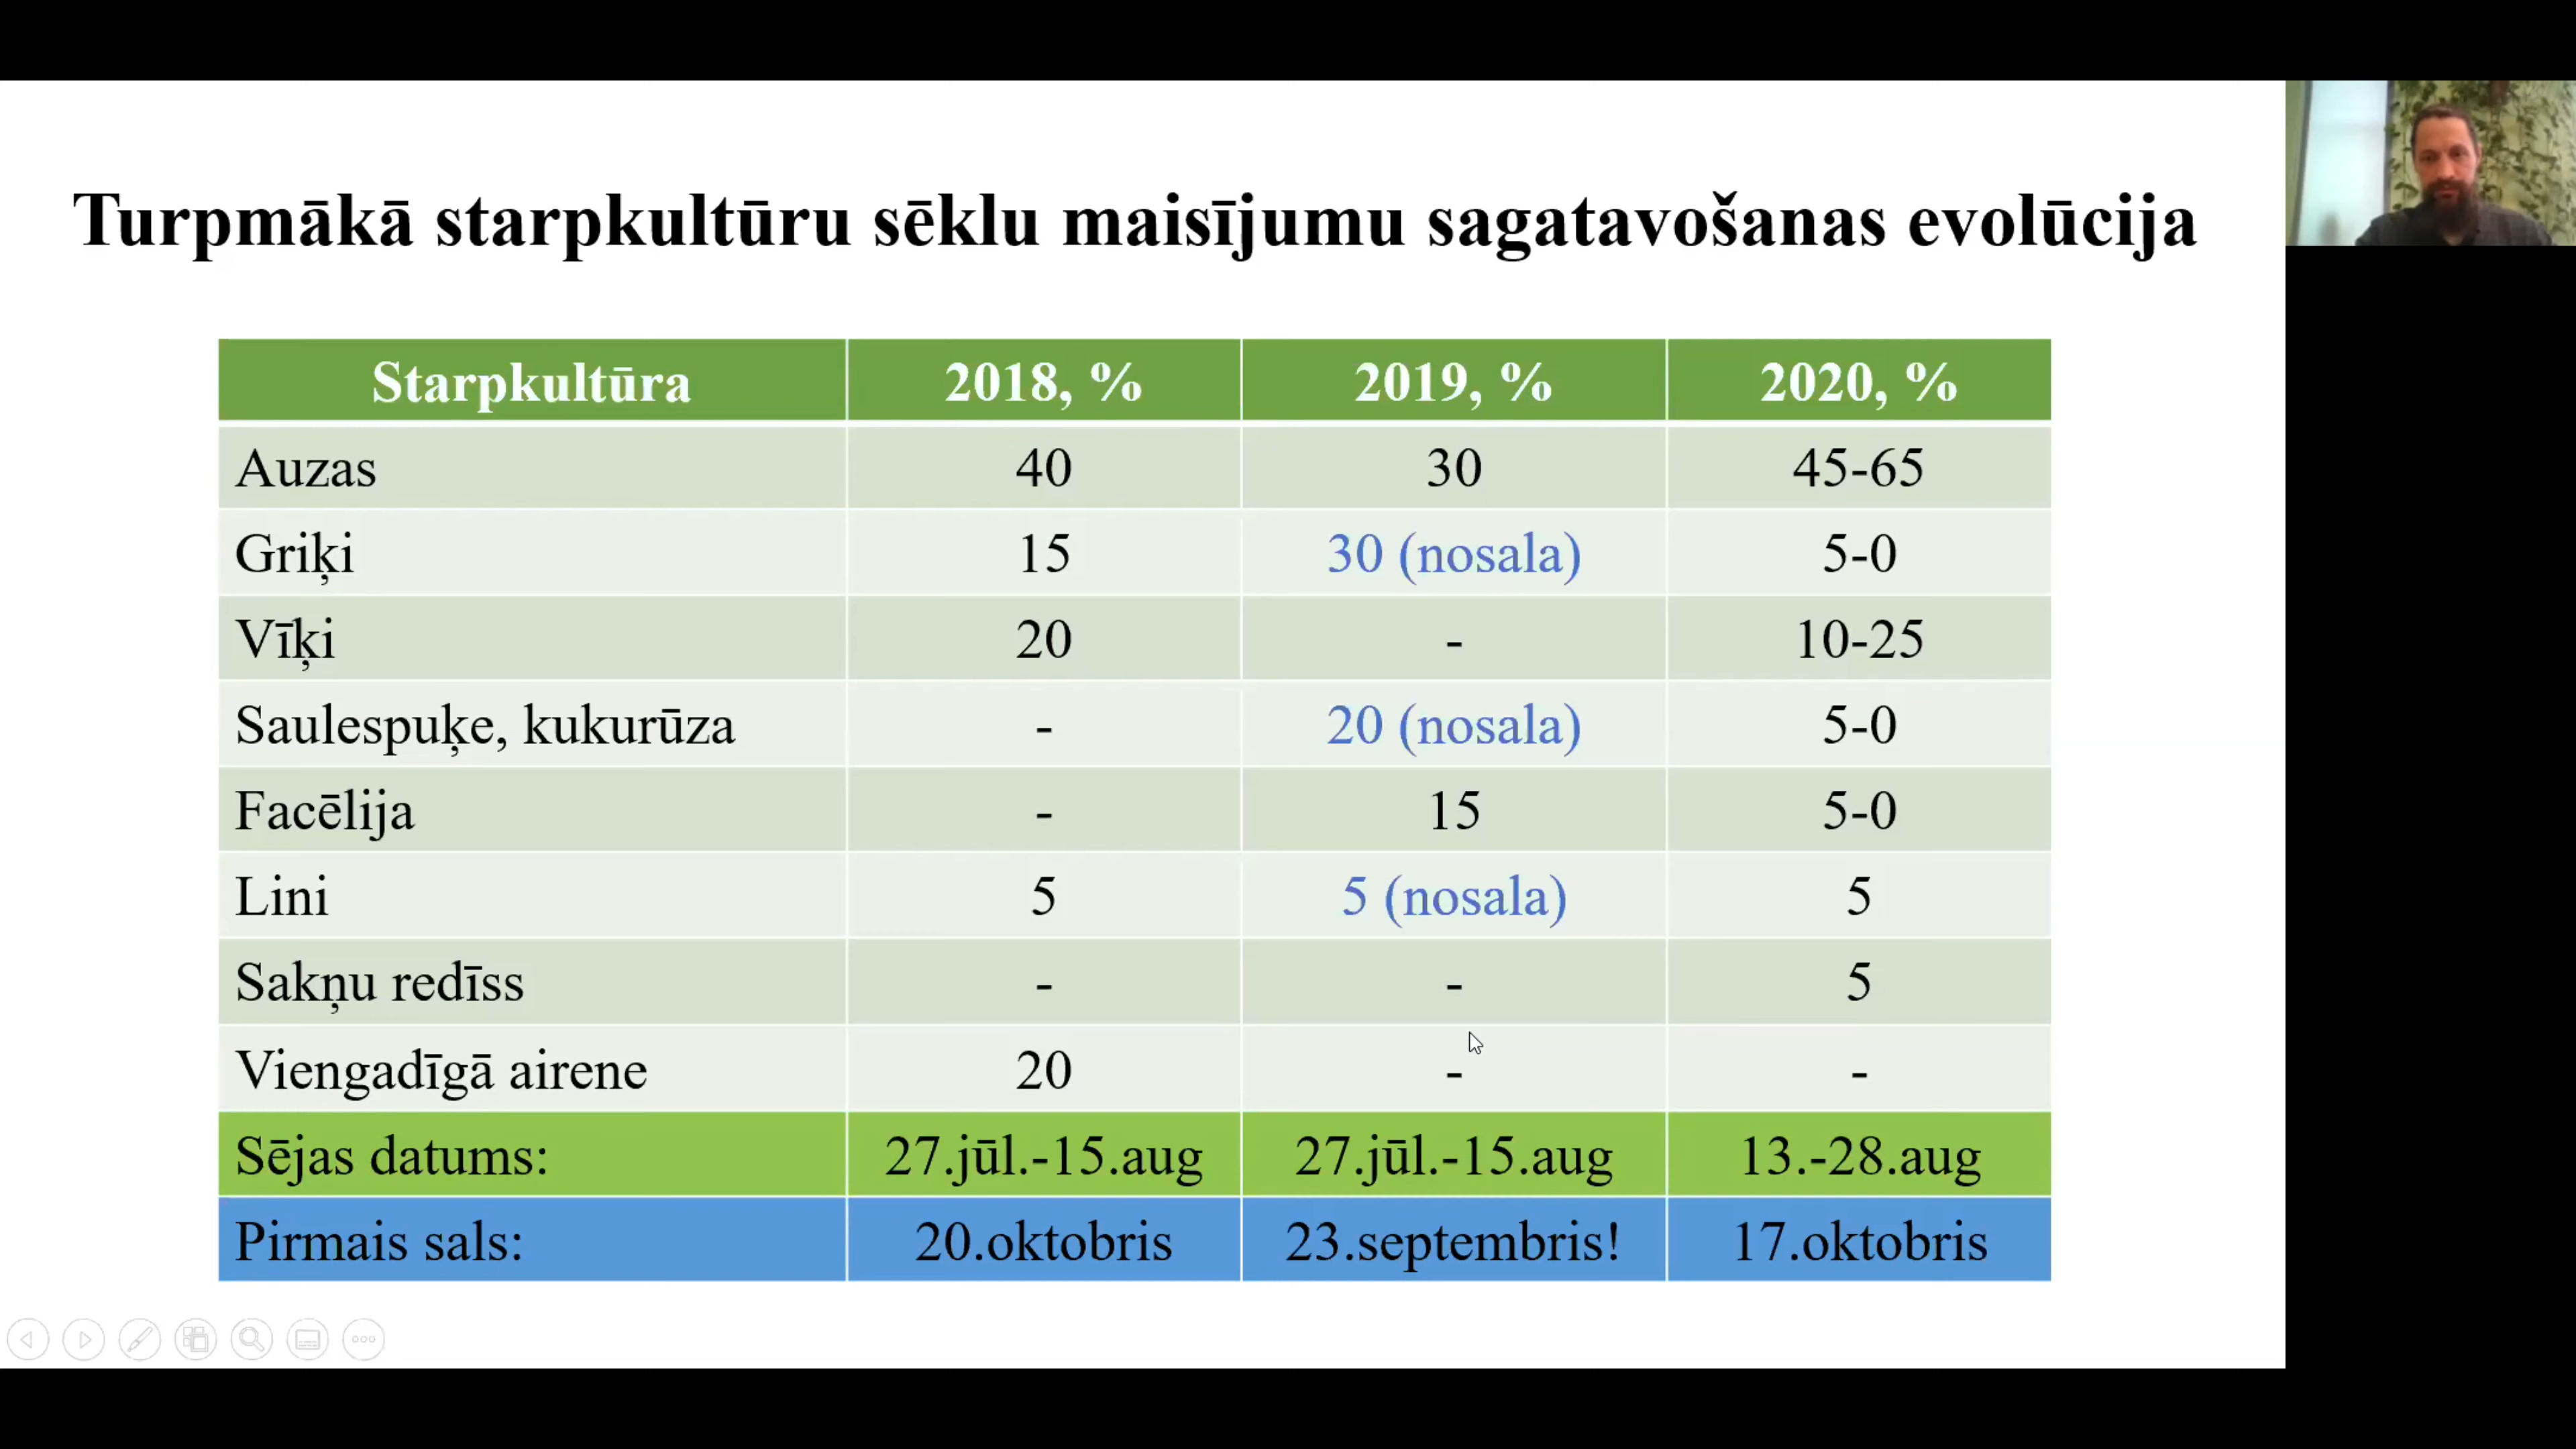 Turpmākā starpkultūru sēklu maisījumu sagatavošanas evolūcija
Starpkultūra 2018, % 2019, % 2020, %
Auzas 40 30 45-65
Griķi 15 30 (nosala) 5-0
Vīķi 20 - 10-25
Saulespuķe, kukurūza - 20 (nosala) 5-0
Facēlija - 15 5-0
Lini 5 5 (nosala) 5
Sakņu redīss - - 5
Viengadīgā airene 20 - -
Sējas datums: 27.jūl.-15.aug 27.jūl.-15.aug 13.-28.aug
Pirmais sals: 20.oktobris 23.septembris! 17.oktobris